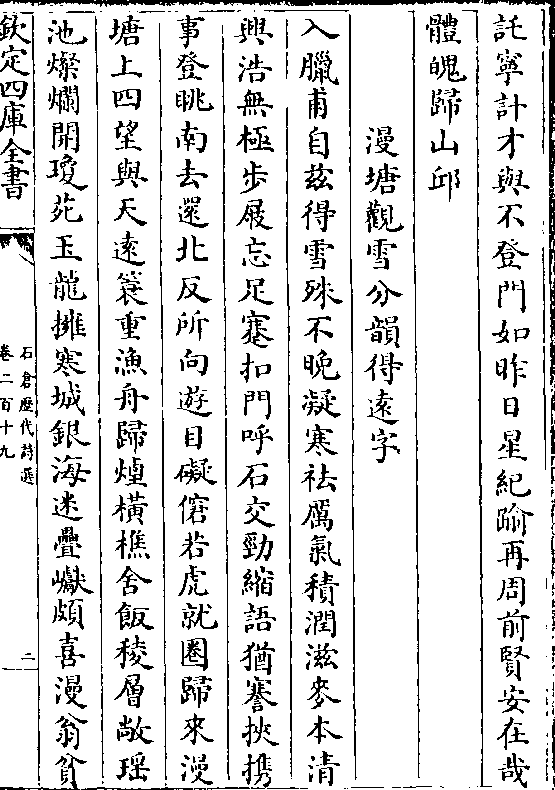 託寧計才與不登門如昨日星紀踰再周前賢安在哉
體魄歸山邱
漫塘觀雪分韻得遠字
入臘甫自兹得雪殊不晚凝寒祛厲氣積潤滋麥本清
興浩無極步屐忘足蹇扣門呼石交勁縮語猶謇挾攜
事登眺南去還北反所向遊目礙窘若虎就圈歸來漫
塘上四望與天遠簑重漁舟歸煙橫樵舍飯稜層敞瑶
池燦爛開瓊苑玉龍擁寒城銀海迷疊巘頗喜漫翁貧
欽定四庫全書
石倉歷代詩選
卷二百十九
二